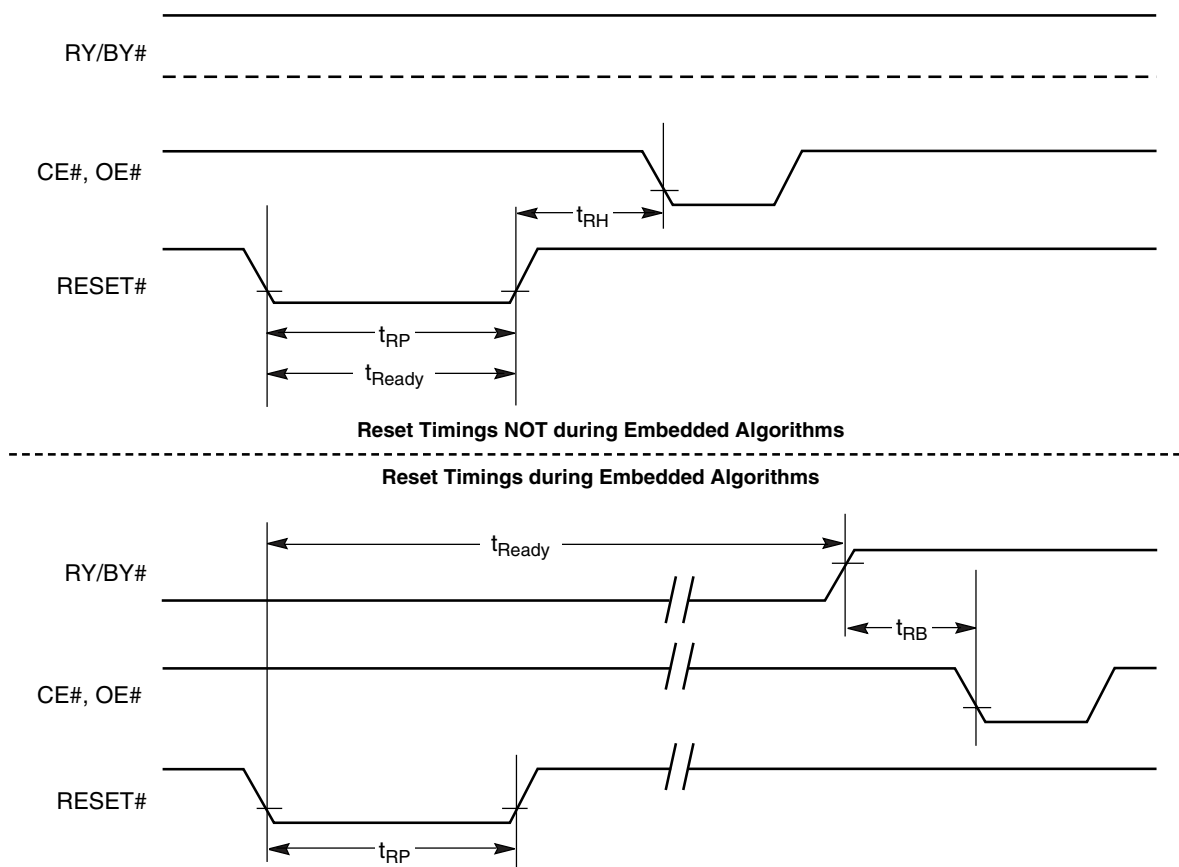 RY/BY#
CE#, OE#
tRH
RESET#
tRP
tReady
Reset Timings NOT during Embedded Algorithms
Reset Timings during Embedded Algorithms
tReady
RY/BY#
tRB
CE#, OE#
RESET#
tRP